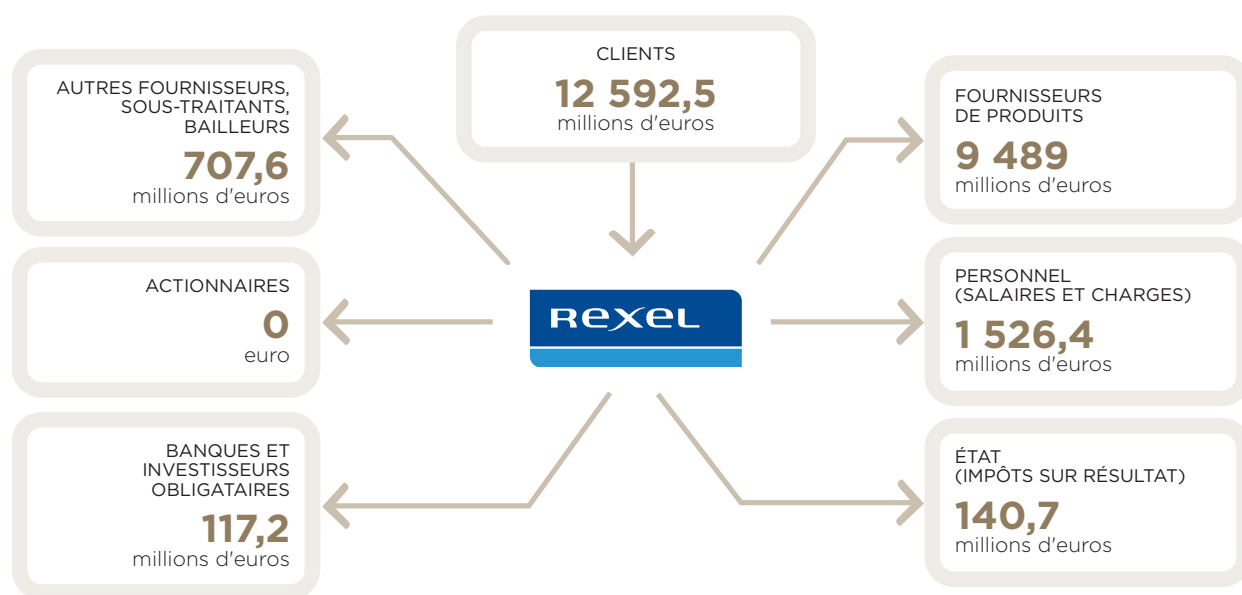 CLIENTS
12 592,5
millions d'euros
AUTRES FOURNISSEURS,
SOUS-TRAITANTS,
BAILLEURS
707,6
millions d'euros
FOURNISSEURS
DE PRODUITS
9 489
millions d'euros
ACTIONNAIRES
0
euro
REXEL
PERSONNEL
(SALAIRES ET CHARGES)
1 526,4
millions d'euros
BANQUES ET
INVESTISSEURS
OBLIGATAIRES
117,2
millions d'euros
ÉTAT
(IMPÔTS SUR RÉSULTAT)
140,7
millions d'euros